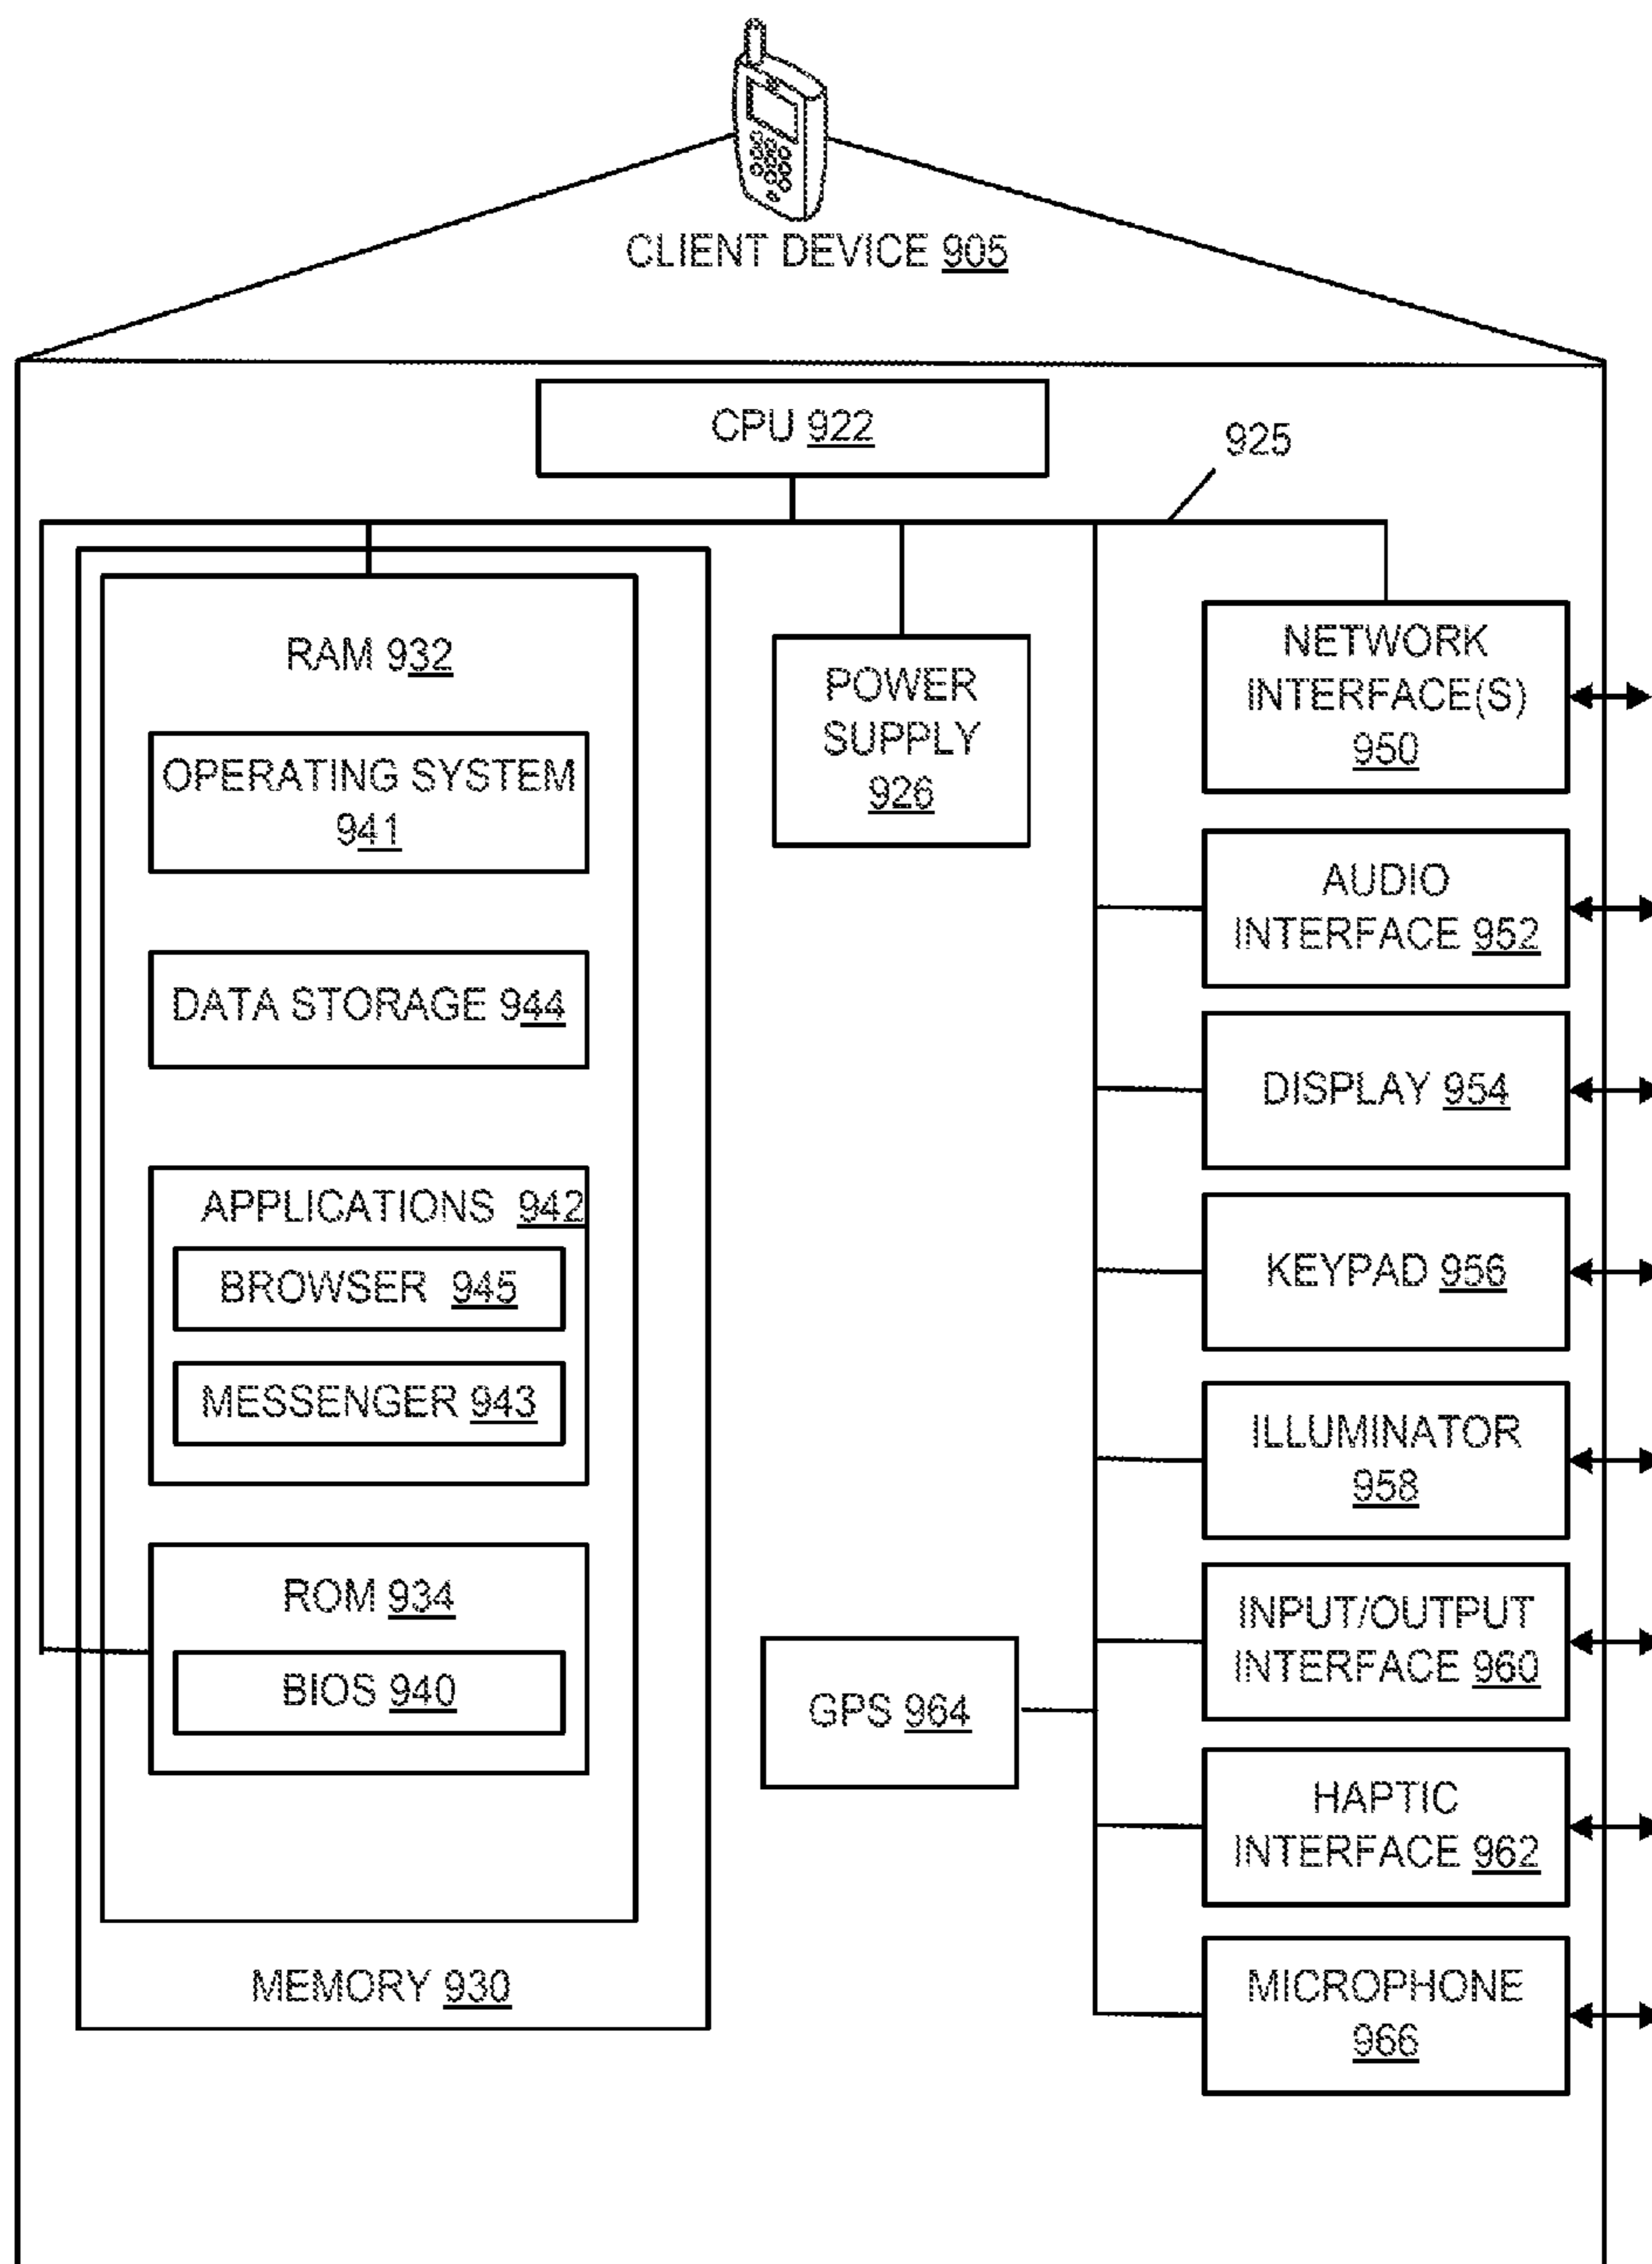 CLIENT DEVICE 905
CPU 922
925
RAM 932
OPERATING SYSTEM
941
DATA STORAGE 944
APPLICATIONS 942
BROWSER 945
MESSENGER 943
ROM 934
BIOS 940
MEMORY 930
POWER
SUPPLY
926
GPS 964
NETWORK
INTERFACE(S)
950
AUDIO
INTERFACE 952
DISPLAY 954
KEYPAD 956
ILLUMINATOR
958
INPUT/OUTPUT
INTERFACE 960
HAPTIC
INTERFACE 962
MICROPHONE
966